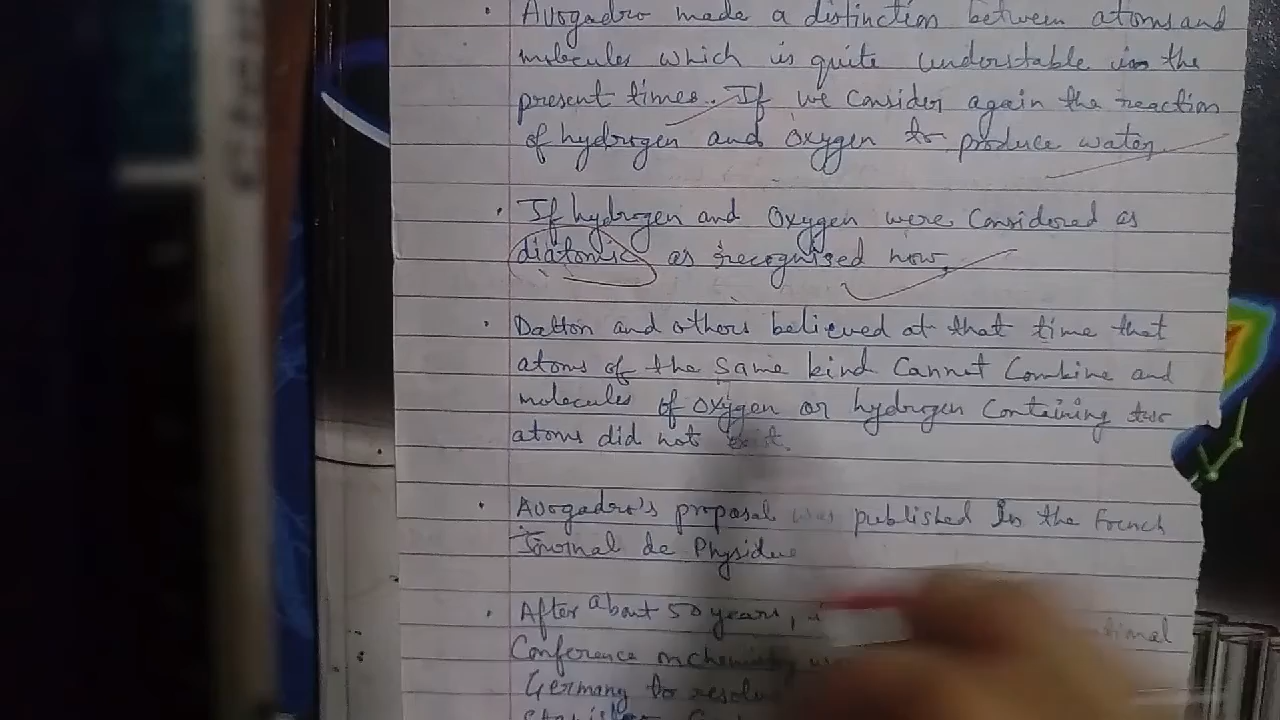 • Avogadro made a distinction between atoms and
molecules which is quite understable in the
present times. If we consider again the reaction
of hydrogen and oxygen to produce water.
• If hydrogen and oxygen were considered as
diatomic as recognised now.
• Dalton and others believed at that time that
atoms of the same kind cannot combine and
molecules of oxygen or hydrogen containing two
atoms did not exist.
• Avogadro's proposal was published in the French
Journal de Physidue
• After about 50 years,
Conference on chemistry
Germany to resolve